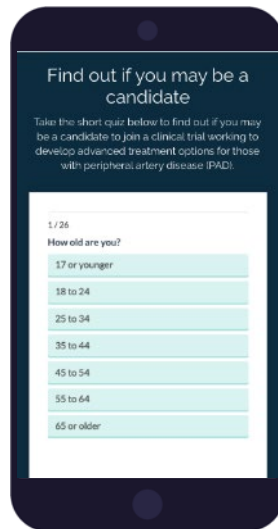 Find out if you may be a
candidate
Take the short quiz below to find out if you may
be a candidate to join a clinical trial working to
develop advanced treatment options for those
with peripheral artery disease (PAD).
1 / 26
How old are you?
17 or younger
18 to 24
25 to 34
35 to 44
45 to 54
55 to 64
65 or older